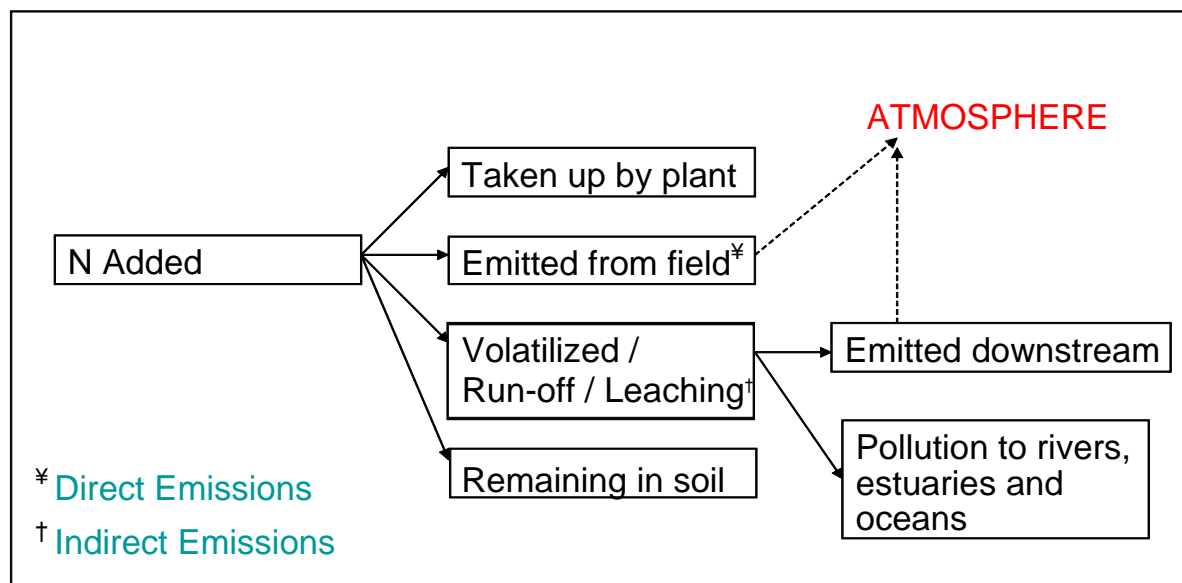 ATMOSPHERE
Taken up by plant
N Added
Emitted from field¥
Volatilized /
Run-off / Leaching†
Emitted downstream
Remaining in soil
Pollution to rivers,
estuaries and
oceans
¥ Direct Emissions
† Indirect Emissions